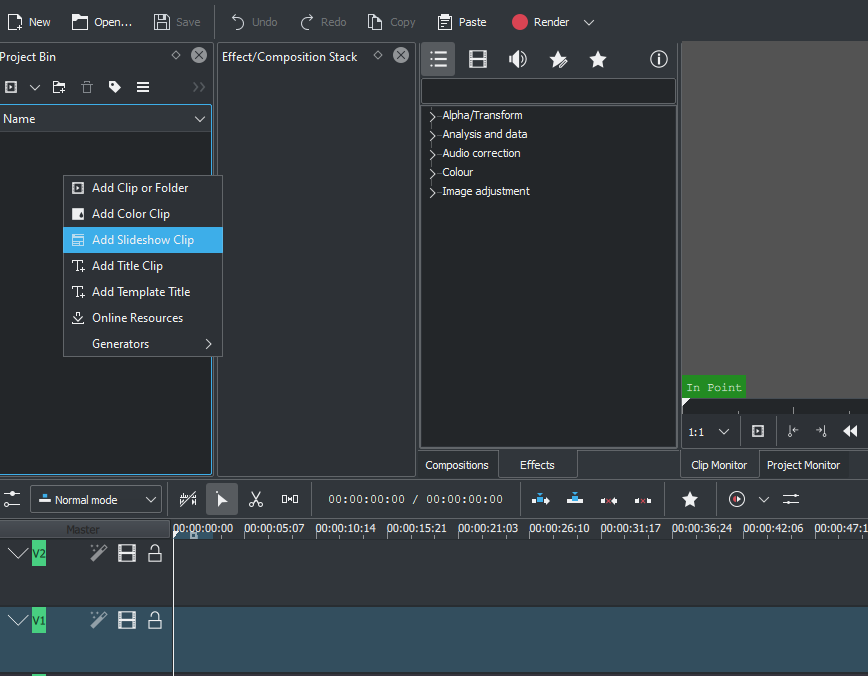 New Open... Save Undo Redo Copy Paste Render
Project Bin
Effect/Composition Stack
Name
Add Clip or Folder
Add Color Clip
Add Slideshow Clip
Add Title Clip
Add Template Title
Online Resources
Generators
Alpha/Transform
Analysis and data
Audio correction
Colour
Image adjustment
In Point
1:1
Compositions Effects
Clip Monitor Project Monitor
Normal mode
00:00:00:00 / 00:00:00:00
Master
00:00:00:00 00:00:05:07 00:00:10:14 00:00:15:21 00:00:21:03 00:00:26:10 00:00:31:17 00:00:36:24 00:00:42:06 00:00:47:1
V2
V1